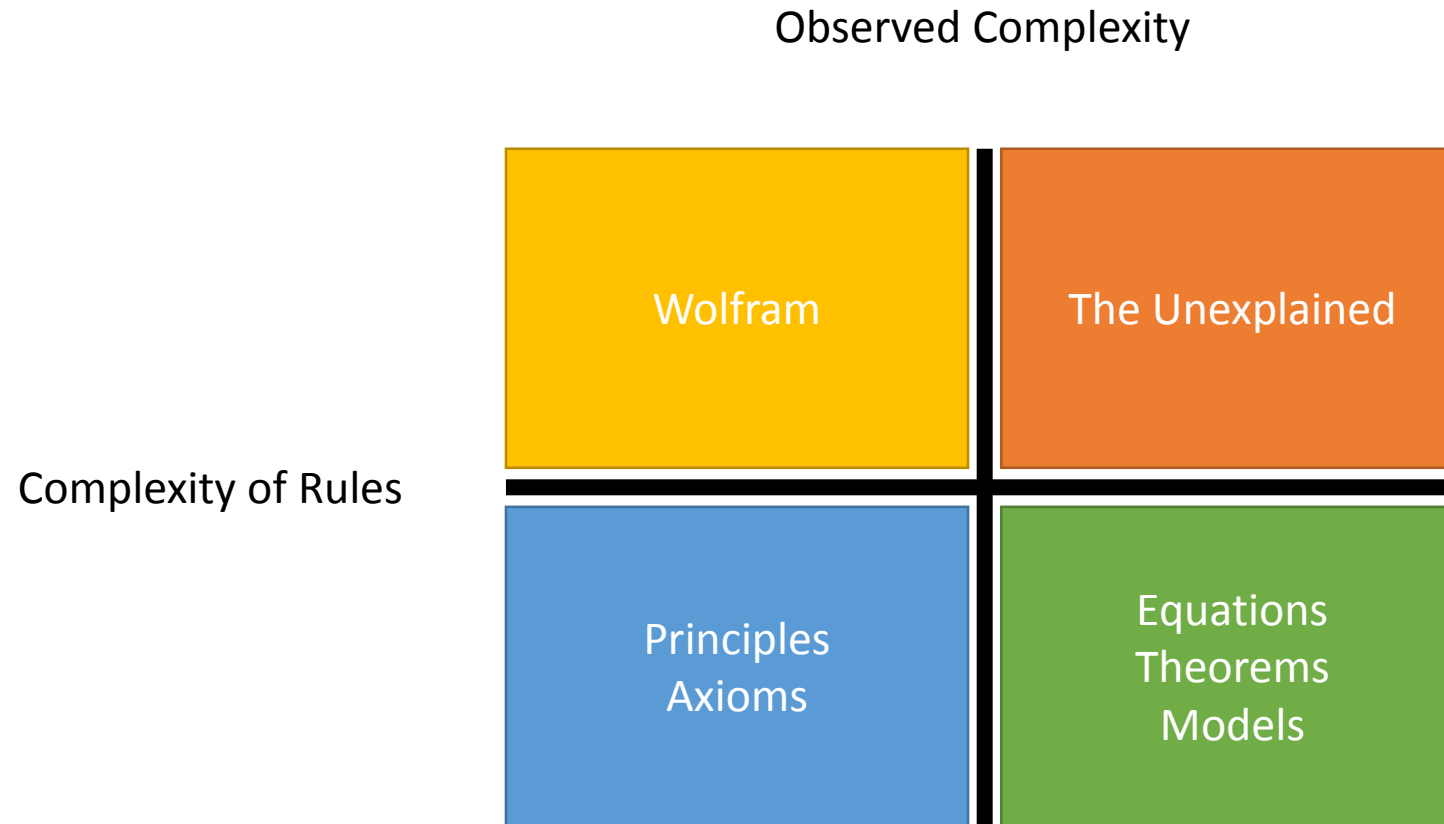 Observed Complexity
Wolfram
The Unexplained
Complexity of Rules
Principles
Axioms
Equations
Theorems
Models